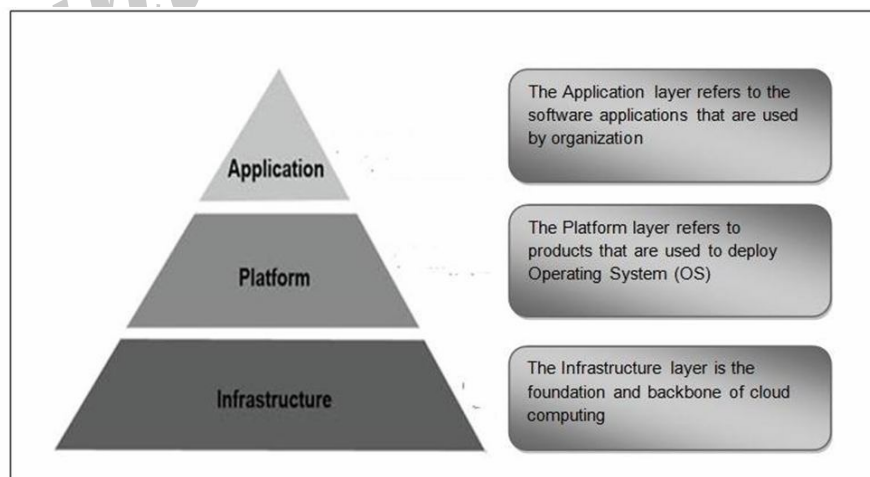 Application
The Application layer refers to the
software applications that are used
by organization
Platform
The Platform layer refers to
products that are used to deploy
Operating System (OS)
Infrastructure
The Infrastructure layer is the
foundation and backbone of cloud
computing